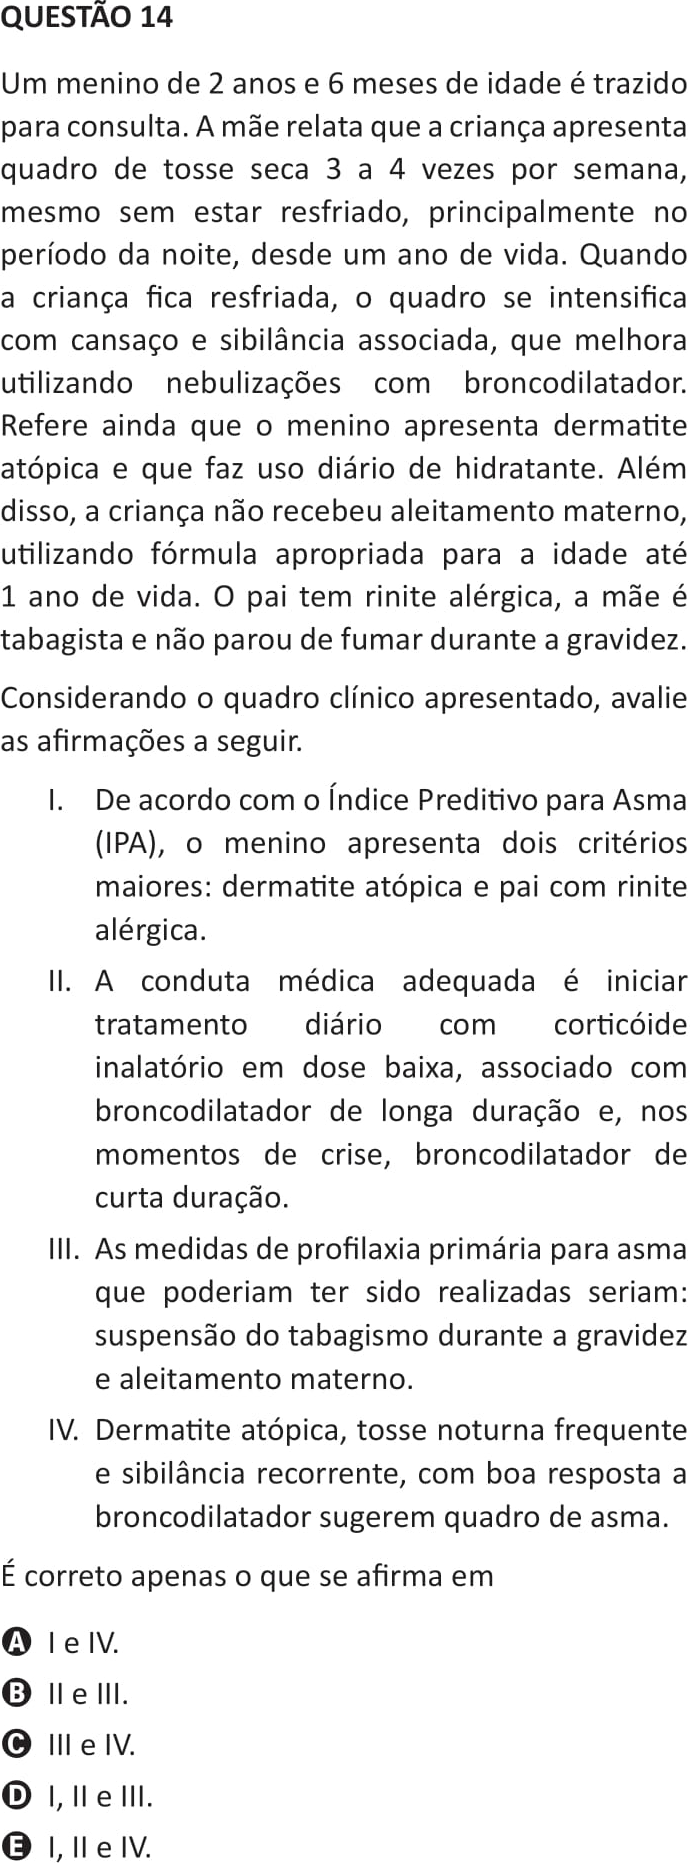 QUESTÃO 14
Um menino de 2 anos e 6 meses de idade é trazido
para consulta. A mãe relata que a criança apresenta
quadro de tosse seca 3 a 4 vezes por semana,
mesmo sem estar resfriado, principalmente no
período da noite, desde um ano de vida. Quando
a criança fica resfriada, o quadro se intensifica
com cansaço e sibilância associada, que melhora
utilizando nebulizações com broncodilatador.
Refere ainda que o menino apresenta dermatite
atópica e que faz uso diário de hidratante. Além
disso, a criança não recebeu aleitamento materno,
utilizando fórmula apropriada para a idade até
1 ano de vida. O pai tem rinite alérgica, a mãe é
tabagista e não parou de fumar durante a gravidez.
Considerando o quadro clínico apresentado, avalie
as afirmações a seguir.
I. De acordo com o Índice Preditivo para Asma
(IPA), o menino apresenta dois critérios
maiores: dermatite atópica e pai com rinite
alérgica.
II. A conduta médica adequada é iniciar
tratamento diário com corticóide
inalatório em dose baixa, associado com
broncodilatador de longa duração e, nos
momentos de crise, broncodilatador de
curta duração.
III. As medidas de profilaxia primária para asma
que poderiam ter sido realizadas seriam:
suspensão do tabagismo durante a gravidez
e aleitamento materno.
IV. Dermatite atópica, tosse noturna frequente
e sibilância recorrente, com boa resposta a
broncodilatador sugerem quadro de asma.
É correto apenas o que se afirma em
A I e IV.
B II e III.
C III e IV.
D I, II e III.
E I, II e IV.